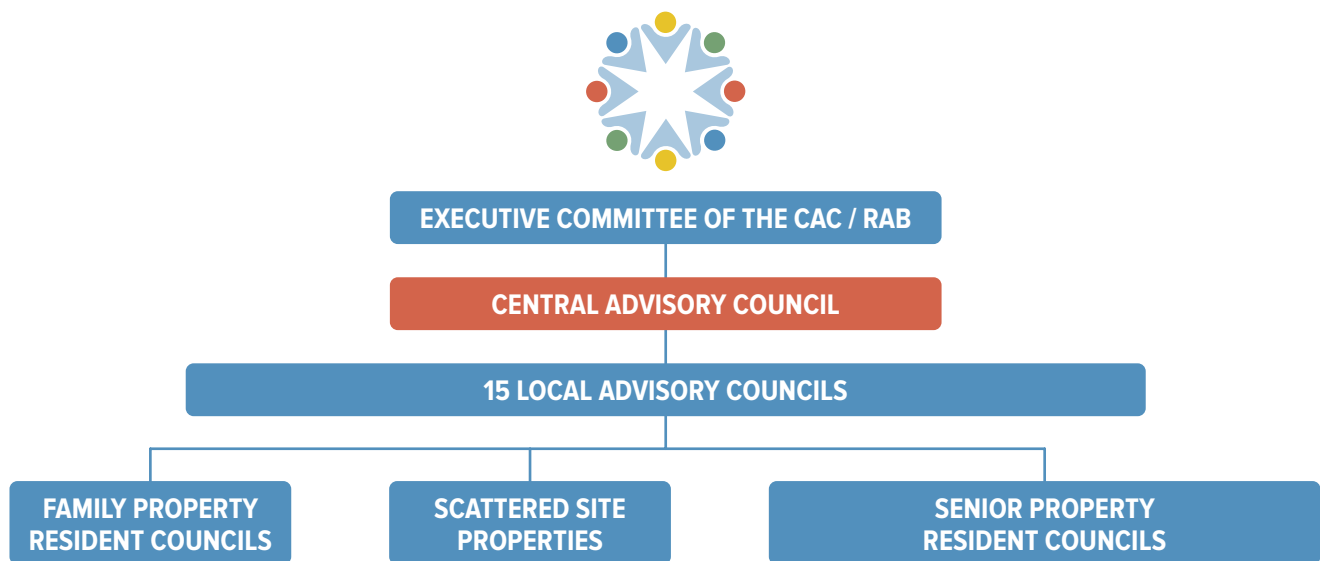 EXECUTIVE COMMITTEE OF THE CAC / RAB
CENTRAL ADVISORY COUNCIL
15 LOCAL ADVISORY COUNCILS
FAMILY PROPERTY
RESIDENT COUNCILS
SCATTERED SITE
PROPERTIES
SENIOR PROPERTY
RESIDENT COUNCILS